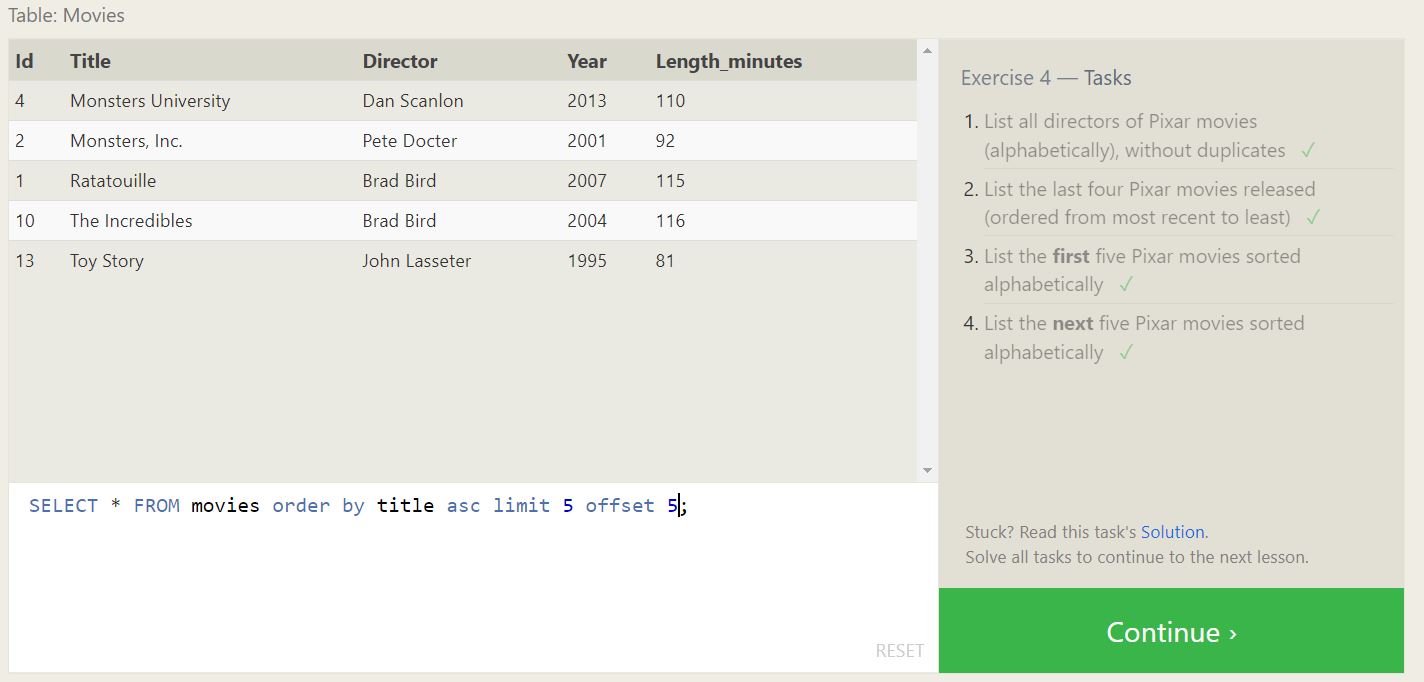 Table: Movies
Id Title Director Year Length_minutes
4 Monsters University Dan Scanlon 2013 110
2 Monsters, Inc. Pete Docter 2001 92
1 Ratatouille Brad Bird 2007 115
10 The Incredibles Brad Bird 2004 116
13 Toy Story John Lasseter 1995 81
SELECT * FROM movies order by title asc limit 5 offset 5;
RESET
Exercise 4 — Tasks
1. List all directors of Pixar movies
(alphabetically), without duplicates ✓
2. List the last four Pixar movies released
(ordered from most recent to least) ✓
3. List the first five Pixar movies sorted
alphabetically ✓
4. List the next five Pixar movies sorted
alphabetically ✓
Stuck? Read this task's Solution.
Solve all tasks to continue to the next lesson.
Continue ›